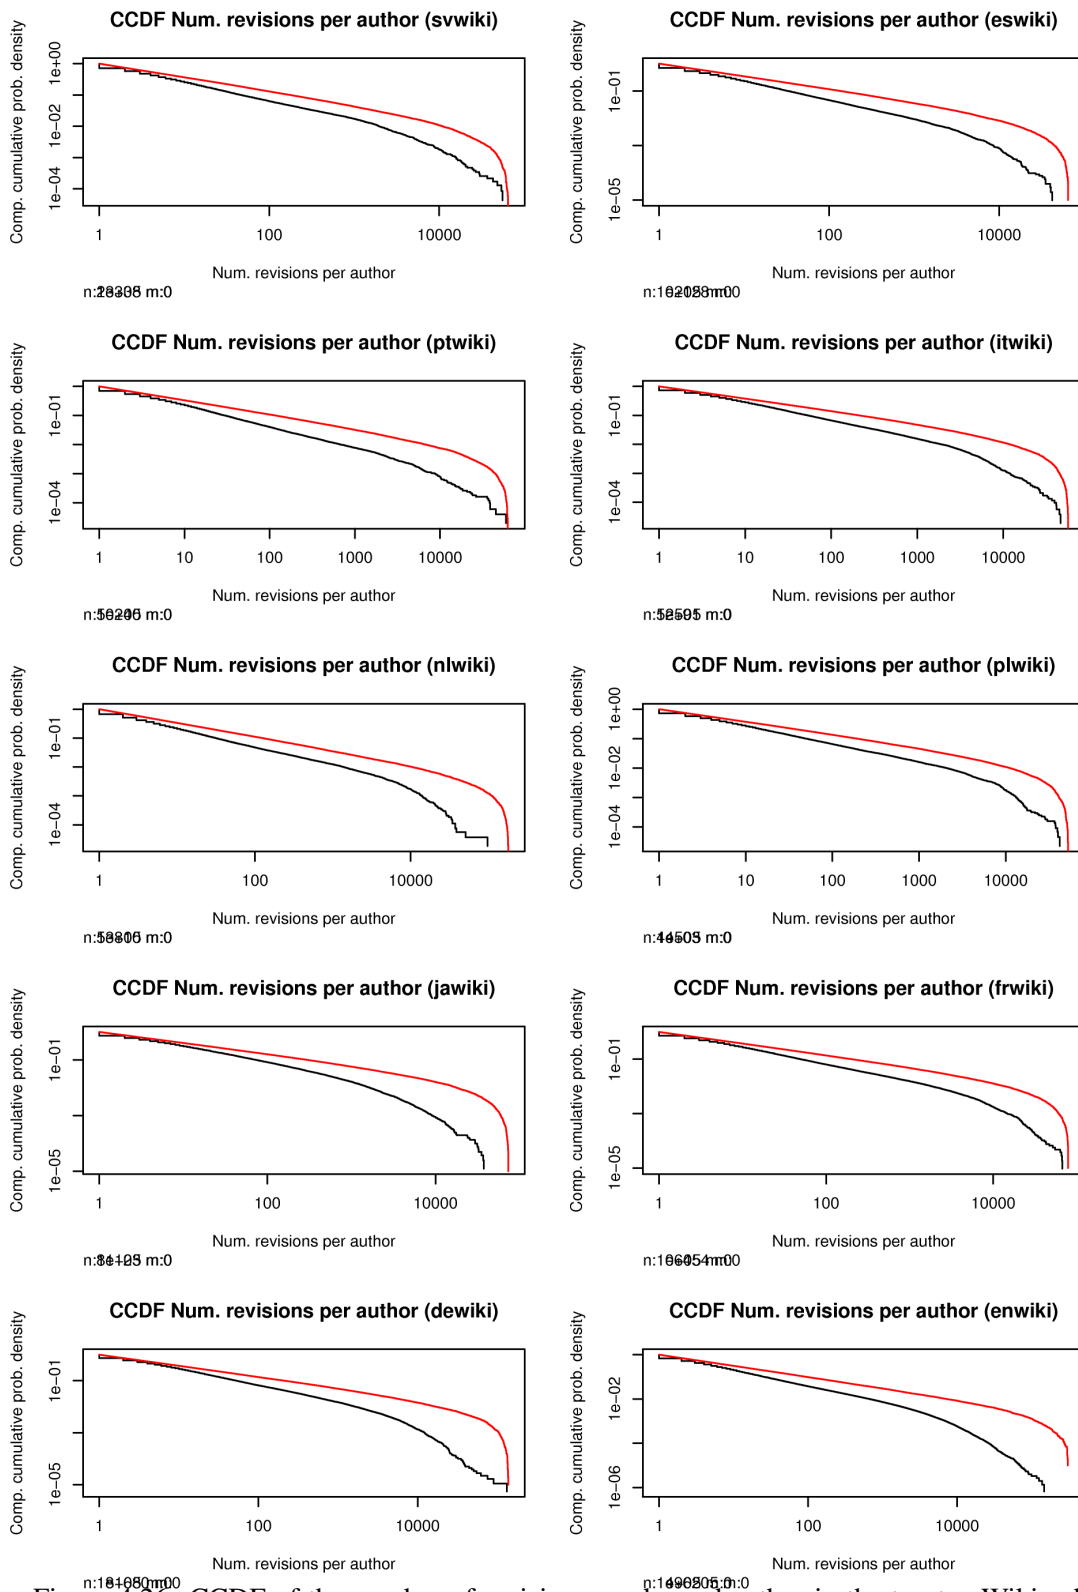 CCDF Num. revisions per author (svwiki)
Comp. cumulative prob. density
1e+00
1e−02
1e−04
1 100 10000
Num. revisions per author
CCDF Num. revisions per author (eswiki)
Comp. cumulative prob. density
1e−01
1e−05
1 100 10000
Num. revisions per author
CCDF Num. revisions per author (ptwiki)
Comp. cumulative prob. density
1e−01
1e−04
1 10 100 1000 10000
Num. revisions per author
CCDF Num. revisions per author (itwiki)
Comp. cumulative prob. density
1e−01
1e−04
1 10 100 1000 10000
Num. revisions per author
CCDF Num. revisions per author (nlwiki)
Comp. cumulative prob. density
1e−01
1e−04
1 100 10000
Num. revisions per author
CCDF Num. revisions per author (plwiki)
Comp. cumulative prob. density
1e+00
1e−02
1e−04
1 10 100 1000 10000
Num. revisions per author
CCDF Num. revisions per author (jawiki)
Comp. cumulative prob. density
1e−01
1e−05
1 100 10000
Num. revisions per author
CCDF Num. revisions per author (frwiki)
Comp. cumulative prob. density
1e−01
1e−05
1 100 10000
Num. revisions per author
CCDF Num. revisions per author (dewiki)
Comp. cumulative prob. density
1e−01
1e−05
1 100 10000
Num. revisions per author
CCDF Num. revisions per author (enwiki)
Comp. cumulative prob. density
1e−02
1e−06
1 100 10000
Num. revisions per author